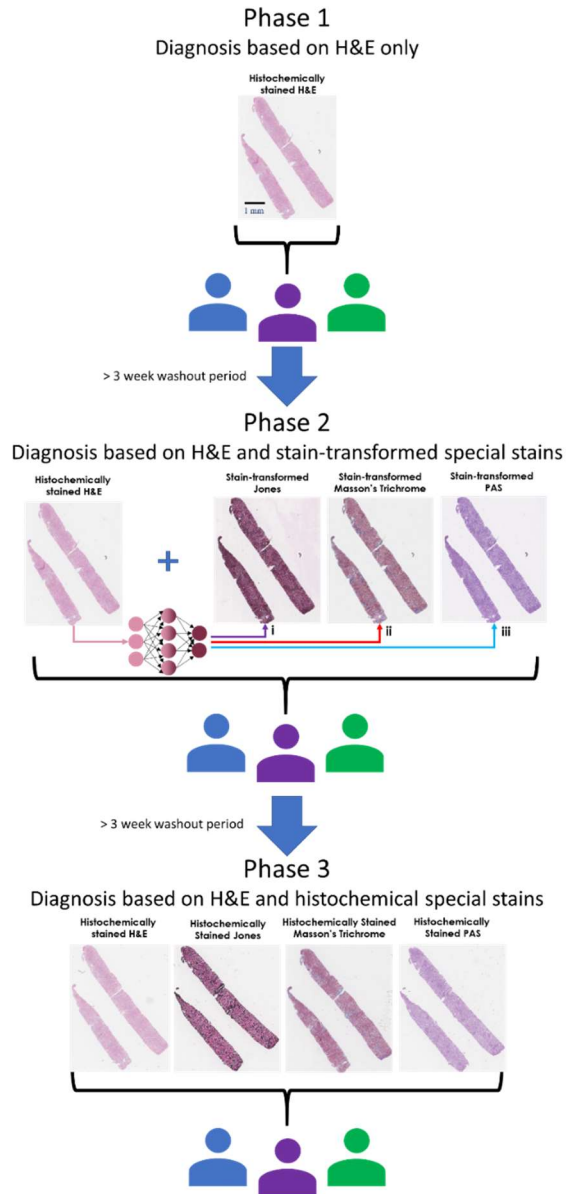 Phase 1
Diagnosis based on H&E only
Histochemically
stained H&E
1 mm
> 3 week washout period
Phase 2
Diagnosis based on H&E and stain-transformed special stains
Histochemically
stained H&E
Stain-transformed
Jones
Stain-transformed
Masson's Trichrome
Stain-transformed
PAS
+
i
ii
iii
> 3 week washout period
Phase 3
Diagnosis based on H&E and histochemical special stains
Histochemically
stained H&E
Histochemically
Stained Jones
Histochemically Stained
Masson's Trichrome
Histochemically
Stained PAS